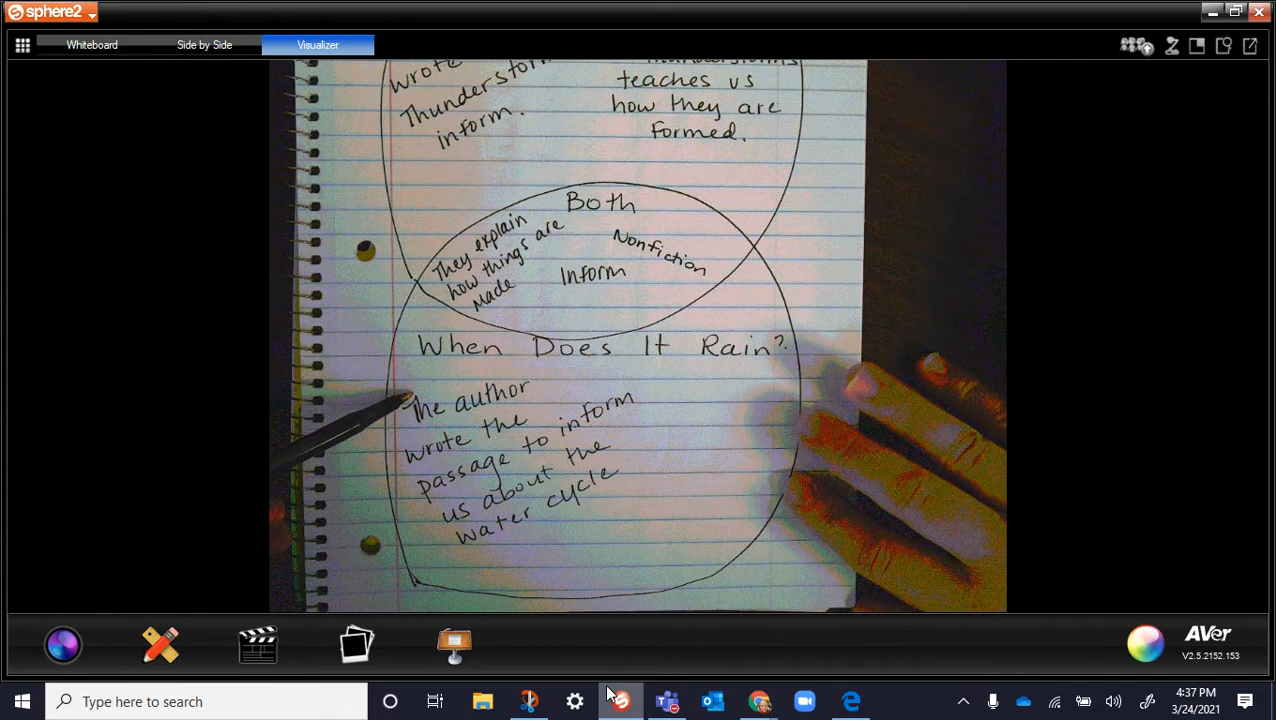 sphere2
Whiteboard
Side by Side
Visualizer
wrote
Thunderstorm
inform.
teaches us
how they are
formed.
Both
They explain
how things are
made
Nonfiction
Inform
When Does It Rain?
The author
wrote the
passage to inform
us about the
water cycle
AVer
V2.5.2152.153
Type here to search
4:37 PM
3/24/2021